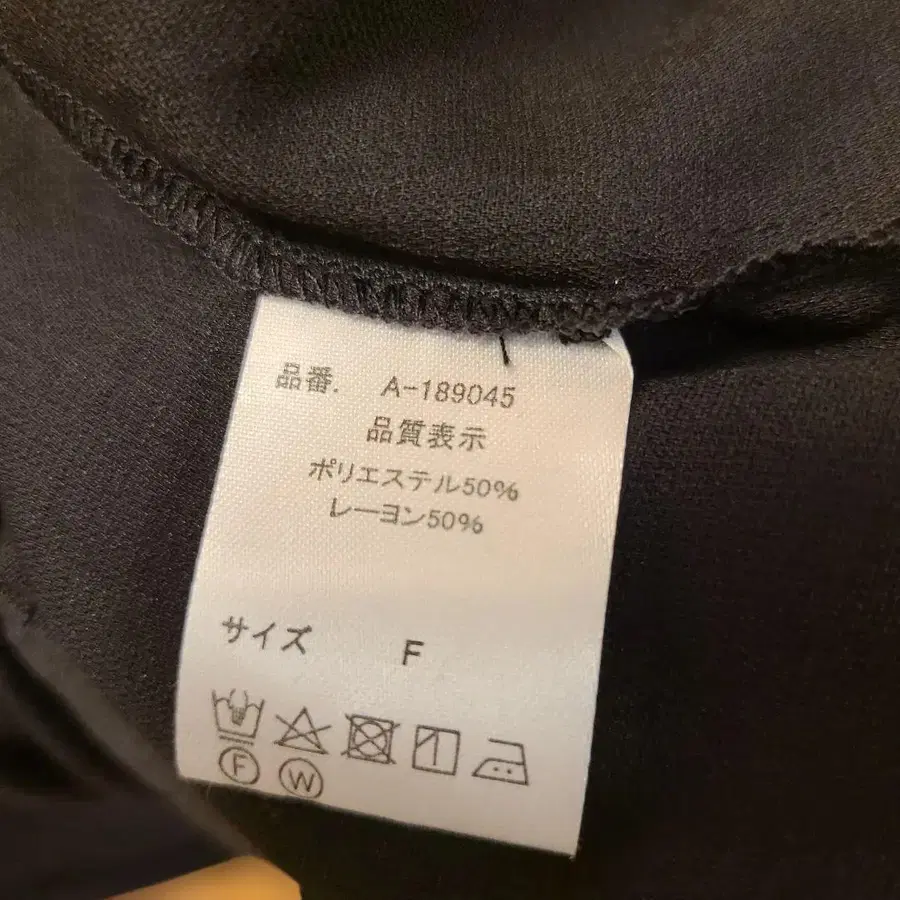 品番. A-189045
品質表示
ポリエステル50%
レーヨン50%
サイズ F
F W